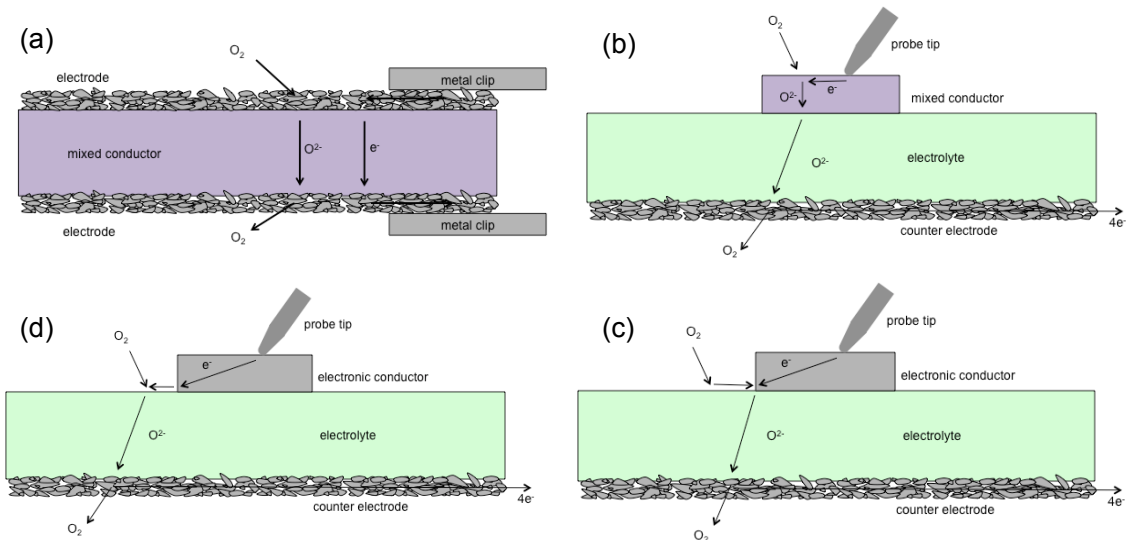 (a)
O2
electrode
metal clip
mixed conductor
O2-
e-
electrode
O2
metal clip
(b)
O2
probe tip
O2-
e-
mixed conductor
O2-
electrolyte
counter electrode
4e-
O2
(d)
O2
probe tip
e-
electronic conductor
O2-
electrolyte
counter electrode
4e-
O2
(c)
O2
probe tip
e-
electronic conductor
O2-
electrolyte
counter electrode
4e-
O2